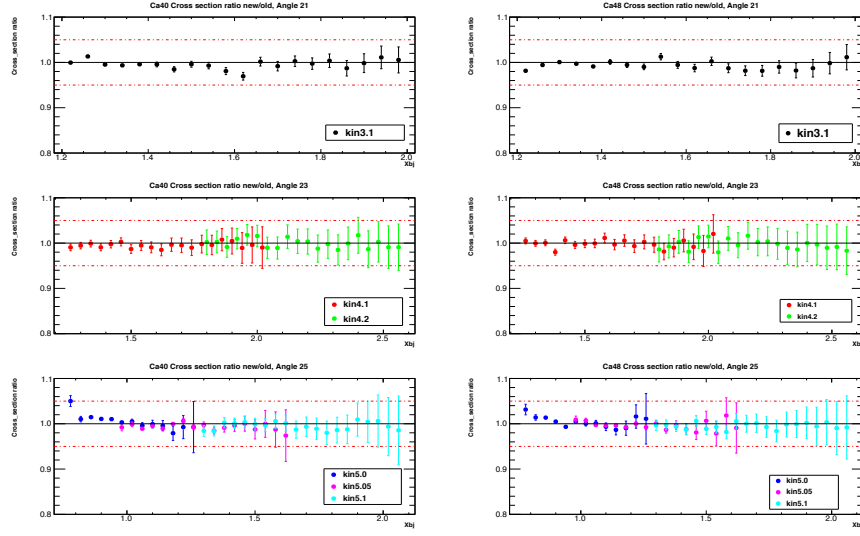 Ca40 Cross section ratio new/old, Angle 21
Cross_section ratio
1.1
1.0
0.9
0.8
kin3.1
1.2
1.4
1.6
1.8
2.0
Xbj
Ca48 Cross section ratio new/old, Angle 21
Cross_section ratio
1.1
1.0
0.9
0.8
kin3.1
1.2
1.4
1.6
1.8
2.0
Xbj
Ca40 Cross section ratio new/old, Angle 23
Cross_section ratio
1.1
1.0
0.9
0.8
kin4.1
kin4.2
1.5
2.0
2.5
Xbj
Ca48 Cross section ratio new/old, Angle 23
Cross_section ratio
1.1
1.0
0.9
0.8
kin4.1
kin4.2
1.5
2.0
2.5
Xbj
Ca40 Cross section ratio new/old, Angle 25
Cross_section ratio
1.1
1.0
0.9
0.8
kin5.0
kin5.05
kin5.1
1.0
1.5
2.0
Xbj
Ca48 Cross section ratio new/old, Angle 25
Cross_section ratio
1.1
1.0
0.9
0.8
kin5.0
kin5.05
kin5.1
1.0
1.5
2.0
Xbj